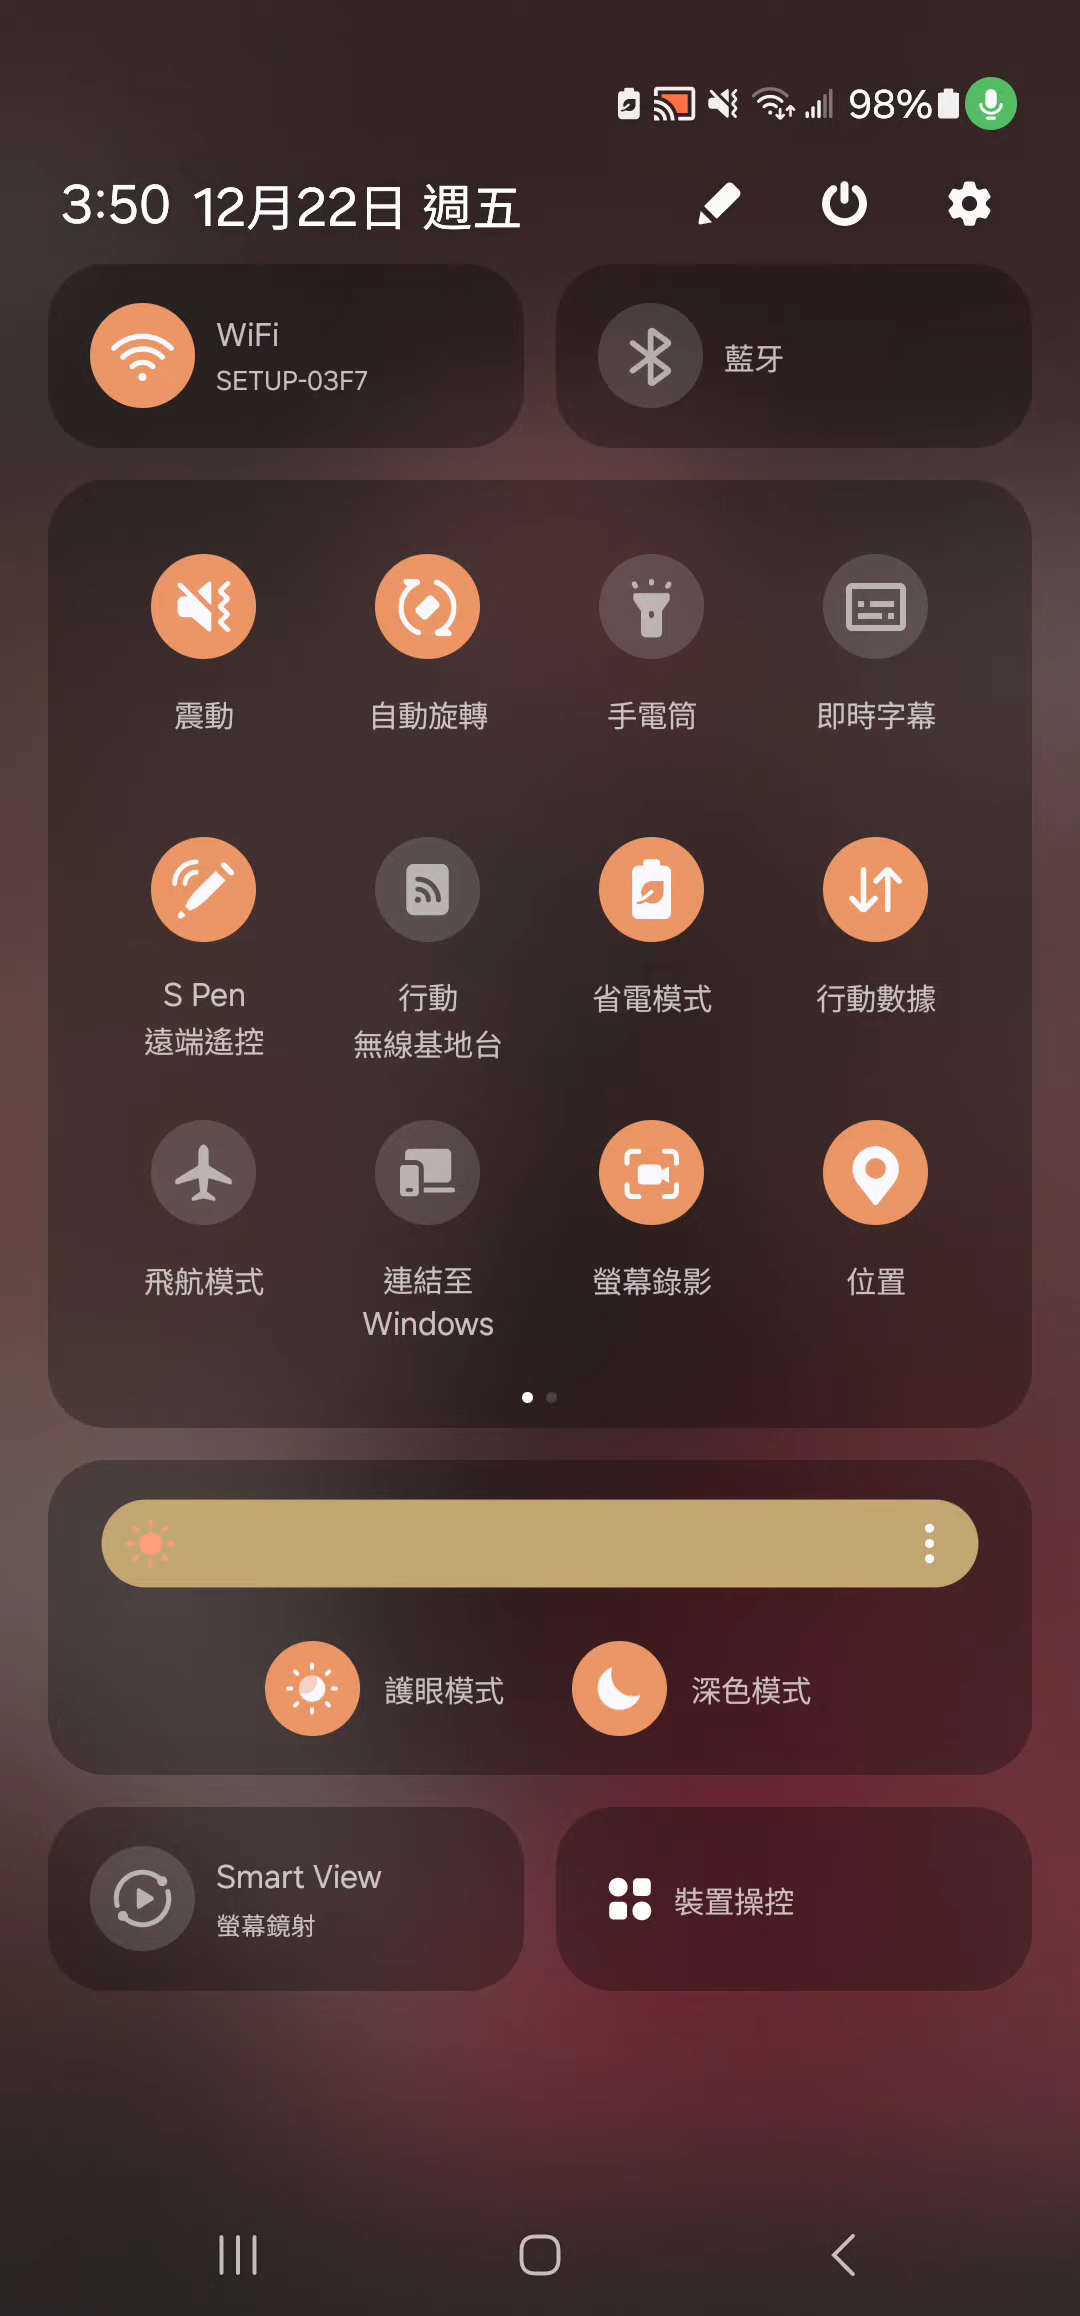 98%
3:50 12月22日 週五
WiFi
SETUP-03F7
藍牙
震動
自動旋轉
手電筒
即時字幕
S Pen
遠端遙控
行動
無線基地台
省電模式
行動數據
飛航模式
連結至
Windows
螢幕錄影
位置
護眼模式
深色模式
Smart View
螢幕鏡射
裝置操控